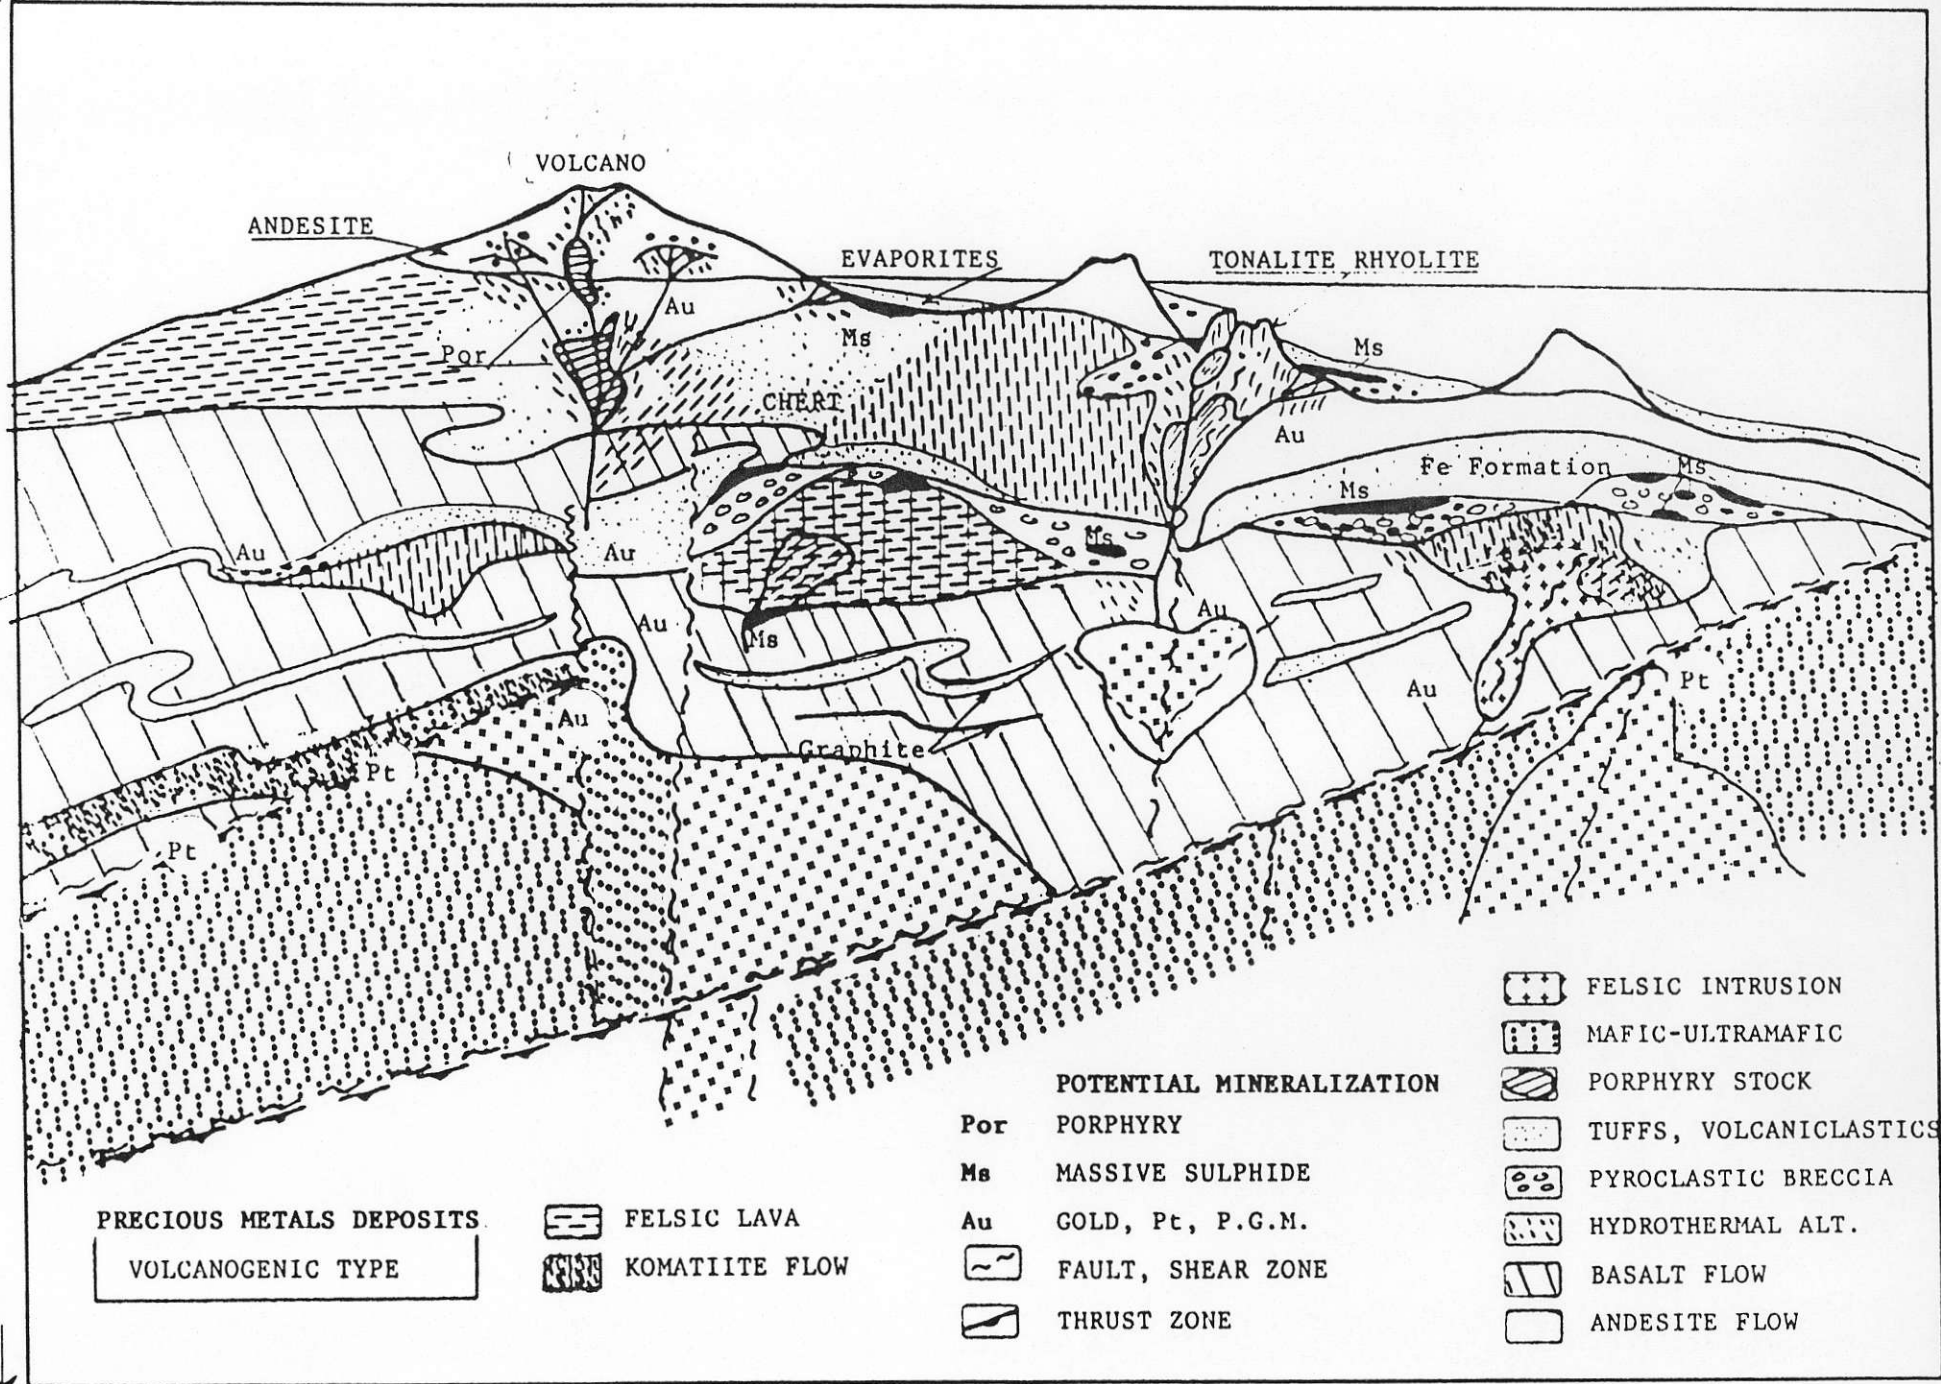 VOLCANO
ANDESITE
EVAPORITES
TONALITE RHYOLITE
Au
Por
Ms
Ms
CHERT
Au
Fe Formation
Ms
Ms
Au
Au
Ms
Au
Ms
Au
Au
Pt
Au
Graphite
Pt
Pt
FELSIC INTRUSION
MAFIC-ULTRAMAFIC
POTENTIAL MINERALIZATION
PORPHYRY STOCK
Por PORPHYRY
TUFFS, VOLCANICLASTICS
Ms MASSIVE SULPHIDE
PYROCLASTIC BRECCIA
PRECIOUS METALS DEPOSITS
FELSIC LAVA
Au GOLD, Pt, P.G.M.
HYDROTHERMAL ALT.
VOLCANOGENIC TYPE
KOMATIITE FLOW
FAULT, SHEAR ZONE
BASALT FLOW
THRUST ZONE
ANDESITE FLOW